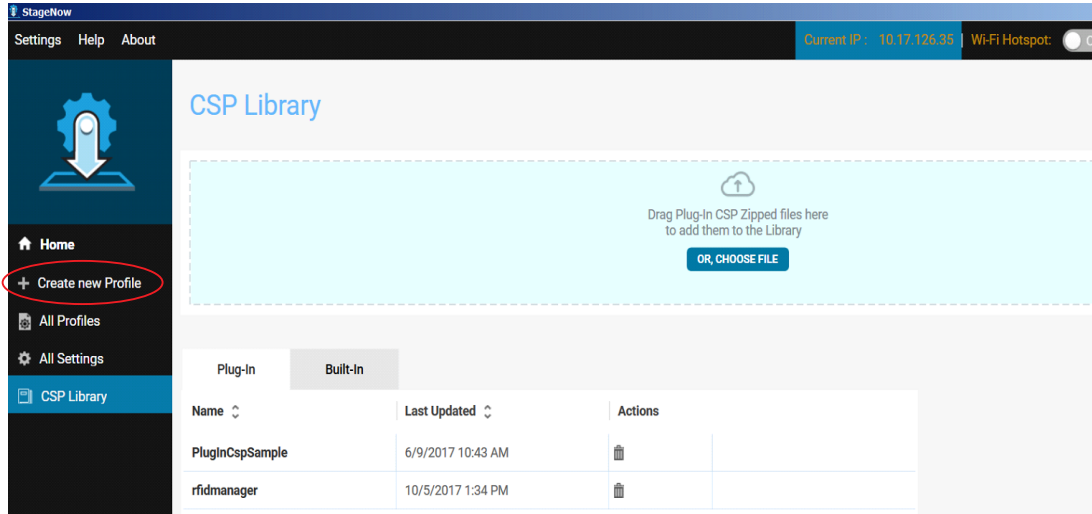 StageNow
Settings Help About
Current IP : 10.17.126.35 | Wi-Fi Hotspot:
CSP Library
Drag Plug-In CSP Zipped files here
to add them to the Library
OR, CHOOSE FILE
Home
Create new Profile
All Profiles
All Settings
CSP Library
Plug-In Built-In
Name Last Updated Actions
PlugInCspSample 6/9/2017 10:43 AM
rfidmanager 10/5/2017 1:34 PM